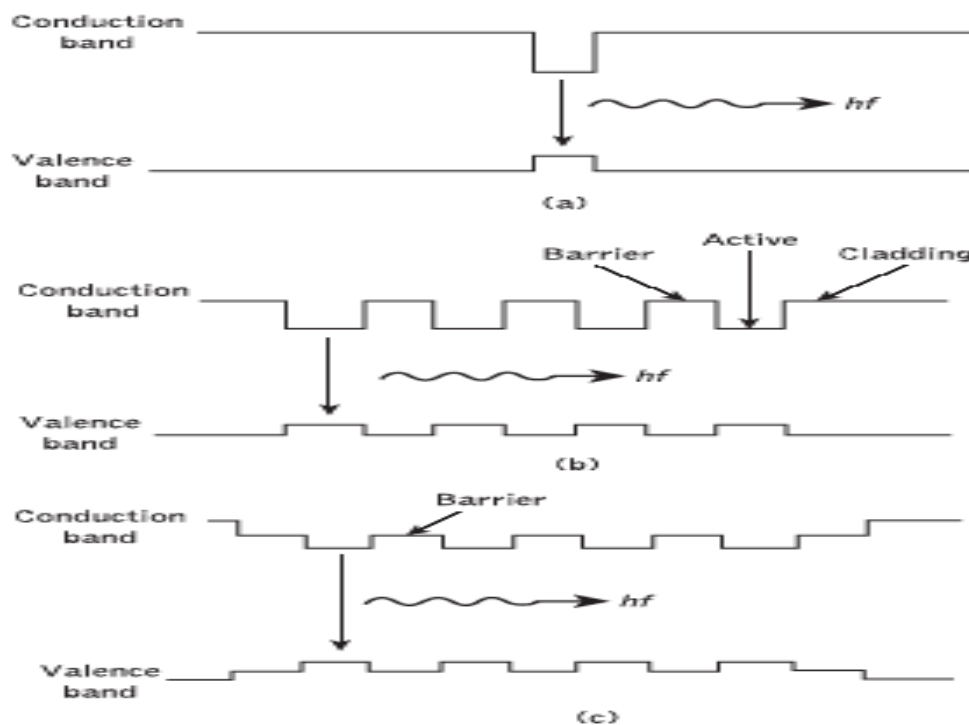 Conduction
band
hf
Valence
band
(a)
Active
Barrier
Cladding
Conduction
band
hf
Valence
band
(b)
Barrier
Conduction
band
hf
Valence
band
(c)